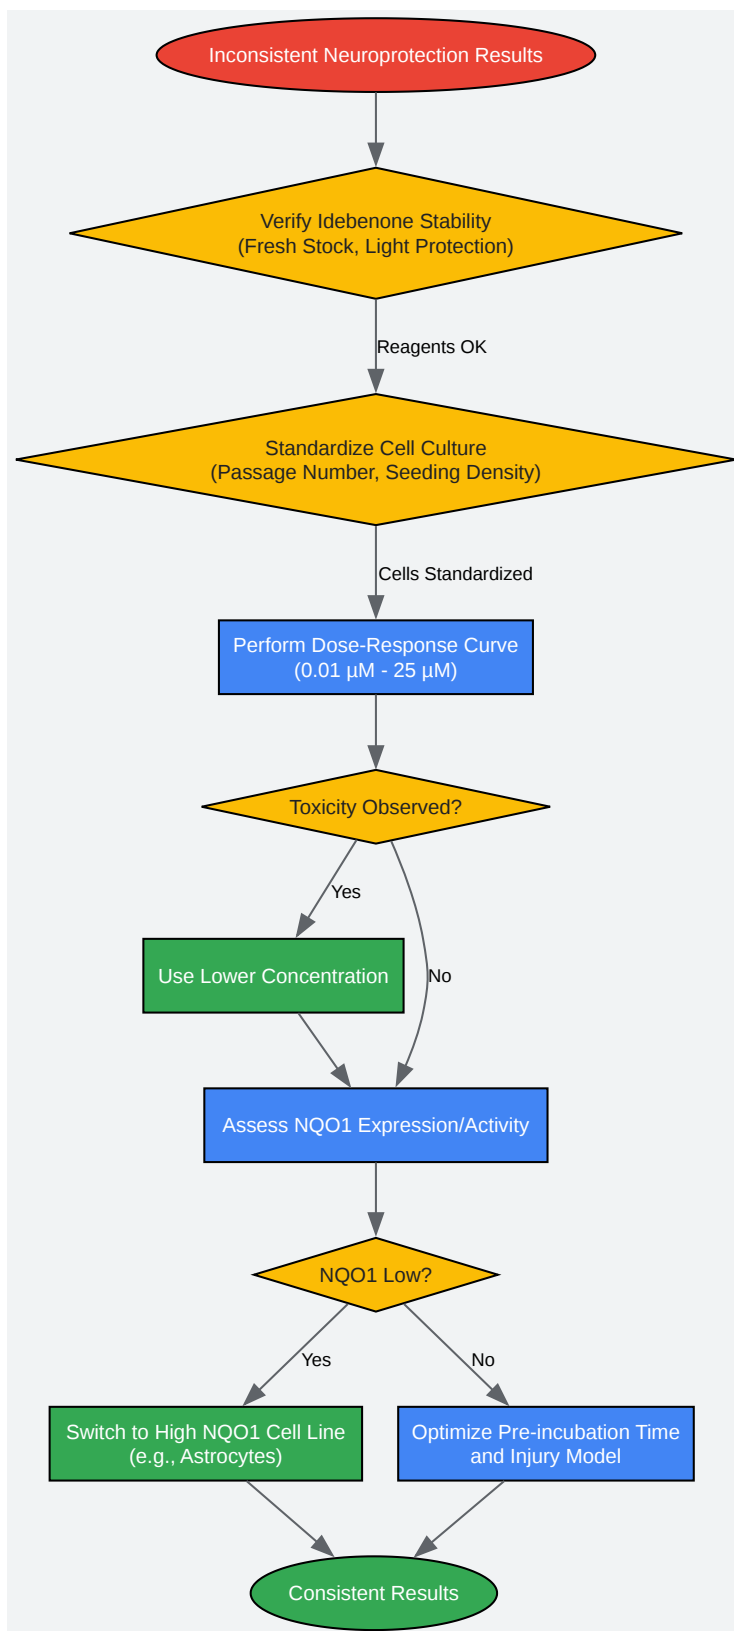 Inconsistent Neuroprotection Results
Verify Idebenone Stability
(Fresh Stock, Light Protection)
Reagents OK
Standardize Cell Culture
(Passage Number, Seeding Density)
Cells Standardized
Perform Dose-Response Curve
(0.01 µM - 25 µM)
Toxicity Observed?
Yes
Use Lower Concentration
No
Assess NQO1 Expression/Activity
NQO1 Low?
Yes
No
Switch to High NQO1 Cell Line
(e.g., Astrocytes)
Optimize Pre-incubation Time
and Injury Model
Consistent Results